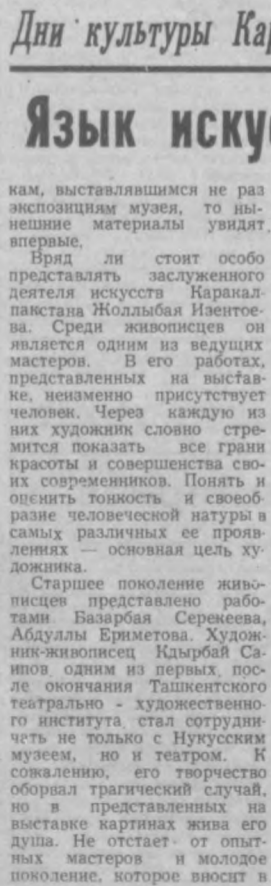 Дни культуры Кар
Язык иску
кам, выставлявшимся не раз
экспозициям музея, то ны-
нешние материалы увидят
впервые.
Вряд ли стоит особо
представлять заслуженного
деятеля искусств Каракал-
пакстана Жоллыбая Изентое-
ва. Среди живописцев он
является одним из ведущих
мастеров. В его работах,
представленных на выстав-
ке, неизменно присутствует
человек. Через каждую из
них художник словно стре-
мится показать все грани
красоты и совершенства сво-
их современников. Понять и
оценить тонкость и своеоб-
разие человеческой натуры в
самых различных ее прояв-
лениях — основная цель ху-
дожника.
Старшее поколение живо-
писцев представлено рабо-
тами Базарбая Серекеева,
Абдуллы Ериметова. Худож-
ник-живописец Кдырбай Са-
ипов одним из первых пос-
ле окончания Ташкентского
театрально - художественно-
го института стал сотрудни-
чать не только с Нукусским
музеем, но и театром. К
сожалению, его творчество
оборвал трагический случай,
но в представленных на
выставке картинах жива его
душа. Не отстает от опыт-
ных мастеров и молодое
поколение, которое вносит в